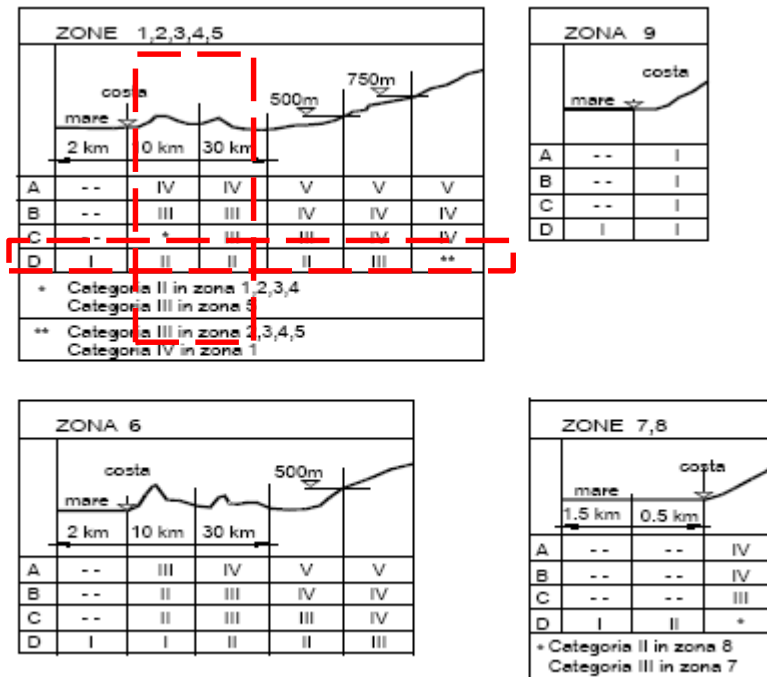 ZONE 1,2,3,4,5
costa
mare
500m
750m
2 km 10 km 30 km
A -- IV IV V V V
B -- III III IV IV IV
C -- * III III IV IV
D I II II II III **
* Categoria II in zona 1,2,3,4
Categoria III in zona 5
** Categoria III in zona 2,3,4,5
Categoria IV in zona 1
ZONA 9
costa
mare
A -- I
B -- I
C -- I
D I I
ZONA 6
costa
mare
500m
2 km 10 km 30 km
A -- III IV V V
B -- II III IV IV
C -- II III III IV
D I I II II III
ZONE 7,8
costa
mare
1.5 km 0.5 km
A -- -- IV
B -- -- IV
C -- -- III
D I II *
* Categoria II in zona 8
Categoria III in zona 7